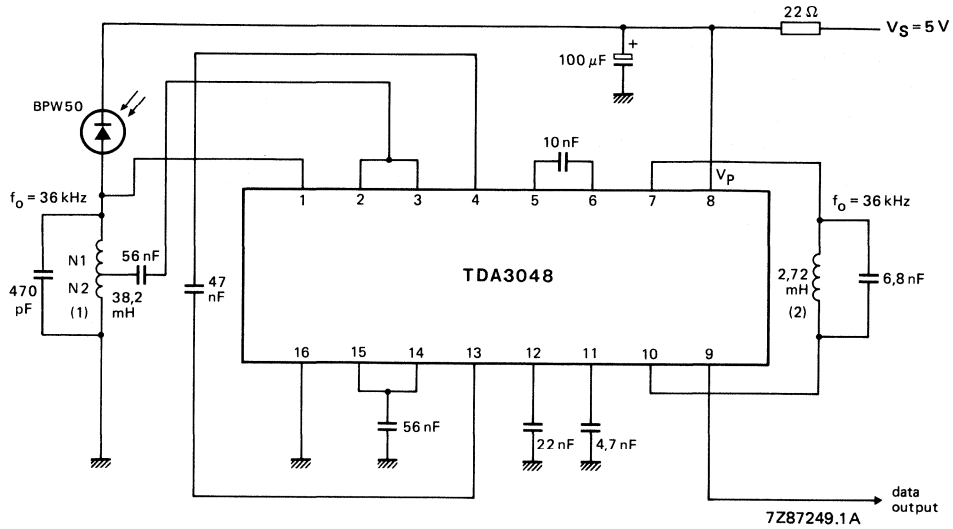 22 Ω
V_S = 5 V
100 µF
+
BPW50
10 nF
V_P
1 2 3 4 5 6 7 8
f_o = 36 kHz
f_o = 36 kHz
N1
56 nF
470 pF
N2
(1)
38,2 mH
47 nF
TDA3048
2,72 mH
(2)
6,8 nF
16 15 14 13 12 11 10 9
56 nF
22 nF
4,7 nF
data output
7Z87249.1A